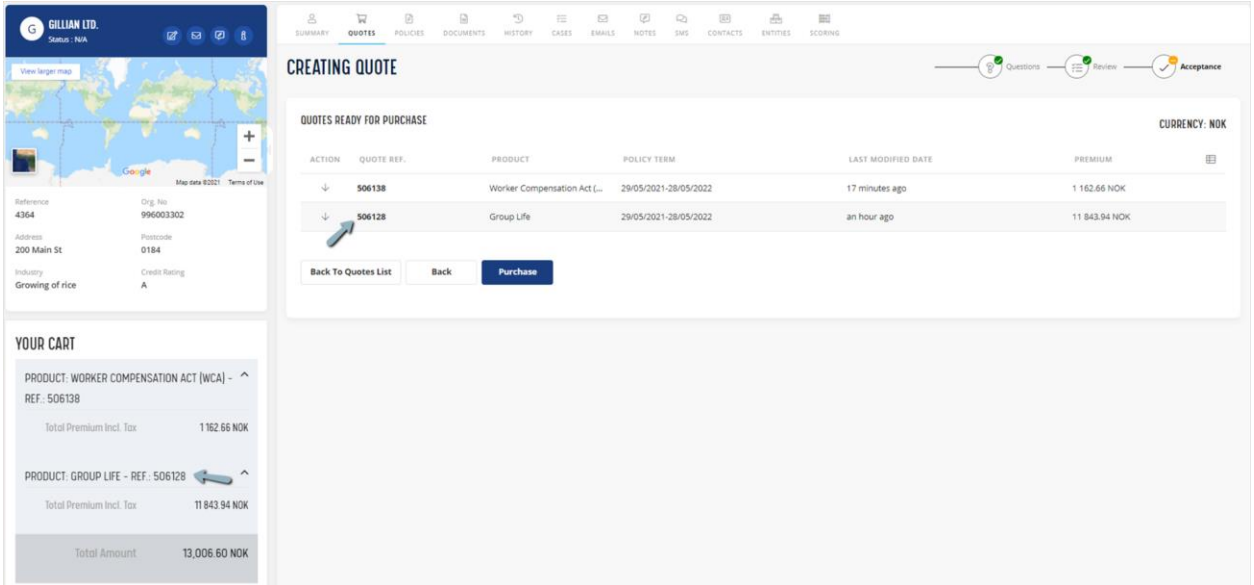 G
GILLIAN LTD.
Status : N/A
View larger map
+
−
Google
Map data ©2021 Terms of Use
Reference Org. No
4364 996003302
Address Postcode
200 Main St 0184
Industry Credit Rating
Growing of rice A
YOUR CART
PRODUCT: WORKER COMPENSATION ACT (WCA) -
REF.: 506138
Total Premium Incl. Tax 1 162.66 NOK
PRODUCT: GROUP LIFE - REF.: 506128
Total Premium Incl. Tax 11 843.94 NOK
Total Amount 13,006.60 NOK
SUMMARY QUOTES POLICIES DOCUMENTS HISTORY CASES EMAILS NOTES SMS CONTACTS ENTITIES SCORING
CREATING QUOTE
Questions Review Acceptance
QUOTES READY FOR PURCHASE
CURRENCY: NOK
ACTION QUOTE REF. PRODUCT POLICY TERM LAST MODIFIED DATE PREMIUM
506138 Worker Compensation Act (... 29/05/2021-28/05/2022 17 minutes ago 1 162.66 NOK
506128 Group Life 29/05/2021-28/05/2022 an hour ago 11 843.94 NOK
Back To Quotes List Back Purchase